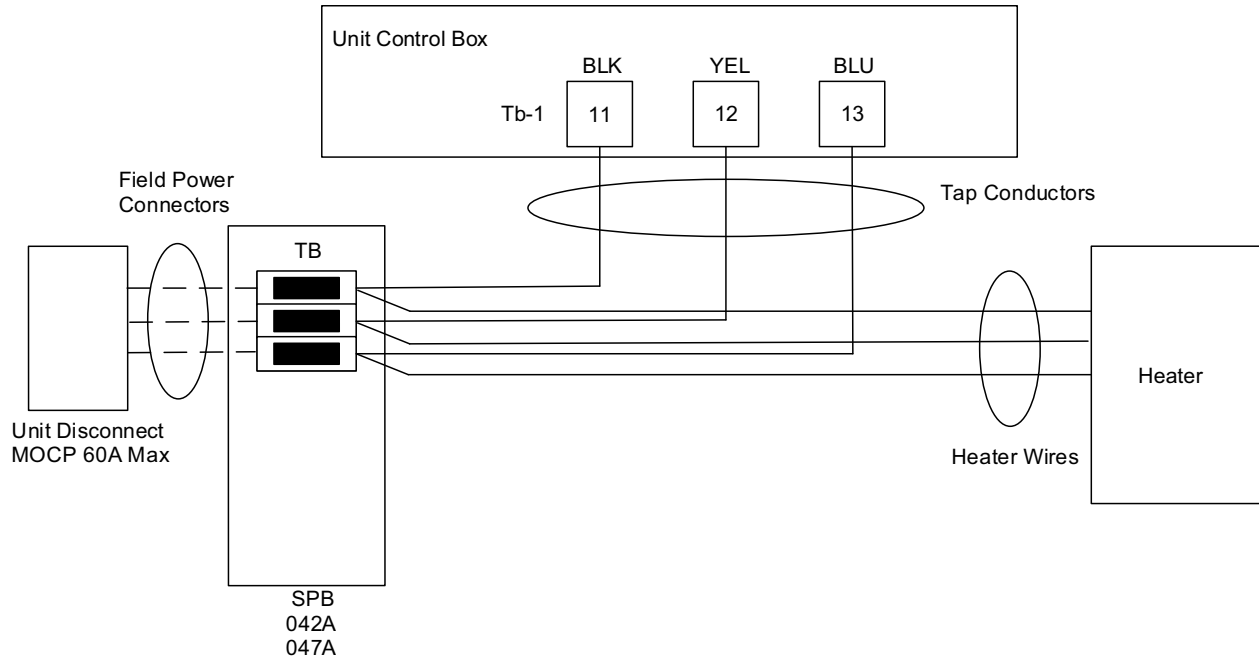 Unit Control Box
BLK YEL BLU
Tb-1 11 12 13
Field Power
Connectors
Tap Conductors
TB
Heater
Unit Disconnect
MOCP 60A Max
Heater Wires
SPB
042A
047A